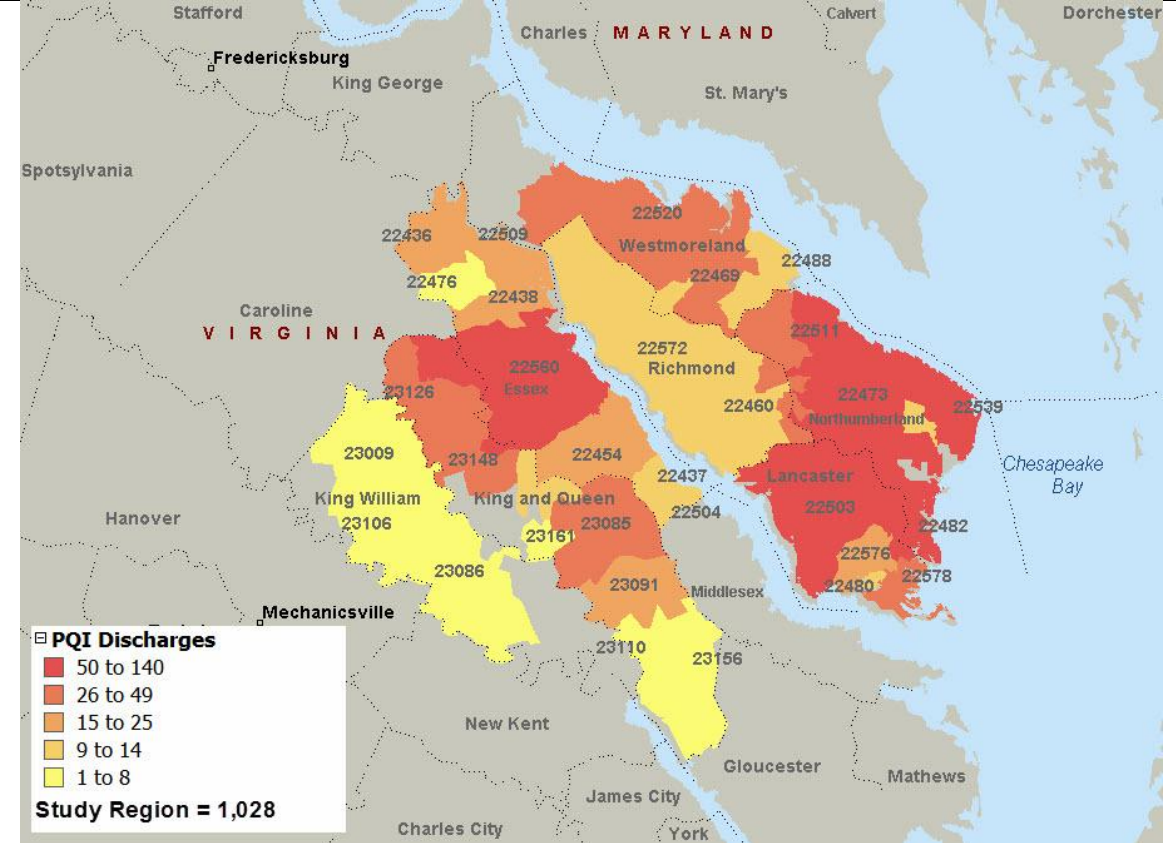 Stafford
Calvert
Dorchester
Charles
MARYLAND
Fredericksburg
King George
St. Mary's
Spotsylvania
22520
22436
22509
Westmoreland
22488
22469
22476
22438
Caroline
VIRGINIA
22511
22572
22560
Richmond
Essex
23126
22473
22460
22539
Northumberland
23009
23148
22454
Chesapeake
Bay
22437
Lancaster
King William
King and Queen
22503
22504
Hanover
23106
23085
22482
23161
22576
23086
22578
23091
22480
Middlesex
Mechanicsville
PQI Discharges
50 to 140
26 to 49
15 to 25
9 to 14
1 to 8
Study Region = 1,028
23110
23156
New Kent
Gloucester
Mathews
James City
Charles City
York